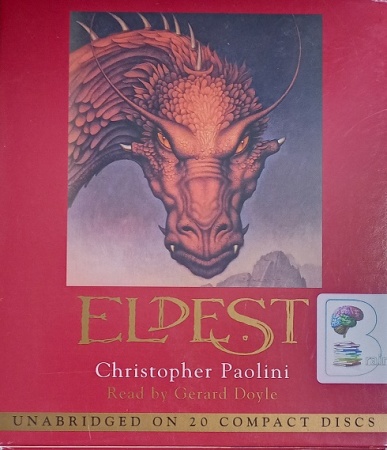 ELDEST
Christopher Paolini
Read by Gerard Doyle
UNABRIDGED ON 20 COMPACT DISCS